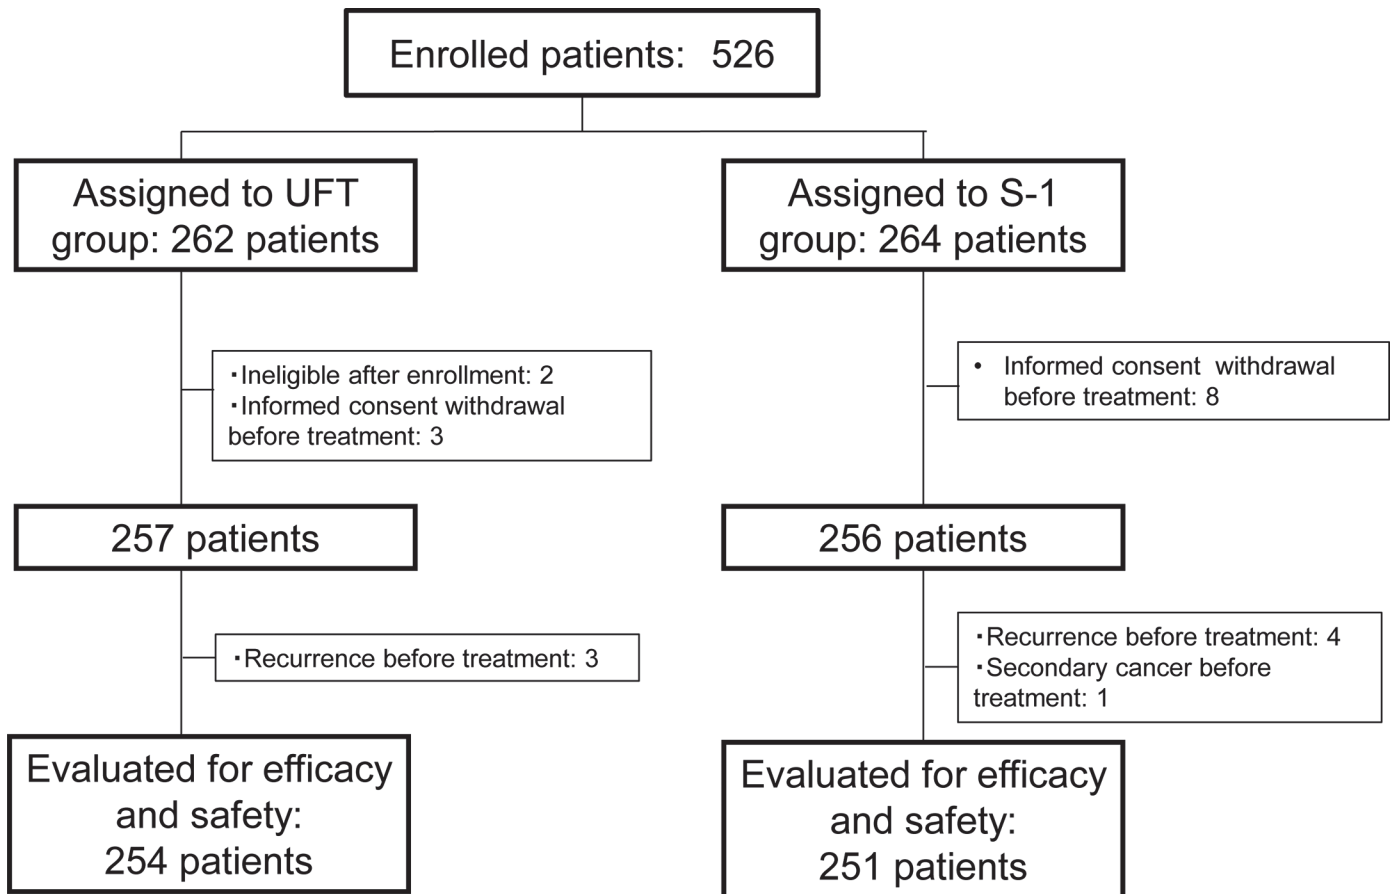 Enrolled patients: 526
Assigned to UFT
group: 262 patients
Assigned to S-1
group: 264 patients
・Ineligible after enrollment: 2
・Informed consent withdrawal
before treatment: 3
• Informed consent withdrawal
before treatment: 8
257 patients
256 patients
・Recurrence before treatment: 3
・Recurrence before treatment: 4
・Secondary cancer before
treatment: 1
Evaluated for efficacy
and safety:
254 patients
Evaluated for efficacy
and safety:
251 patients